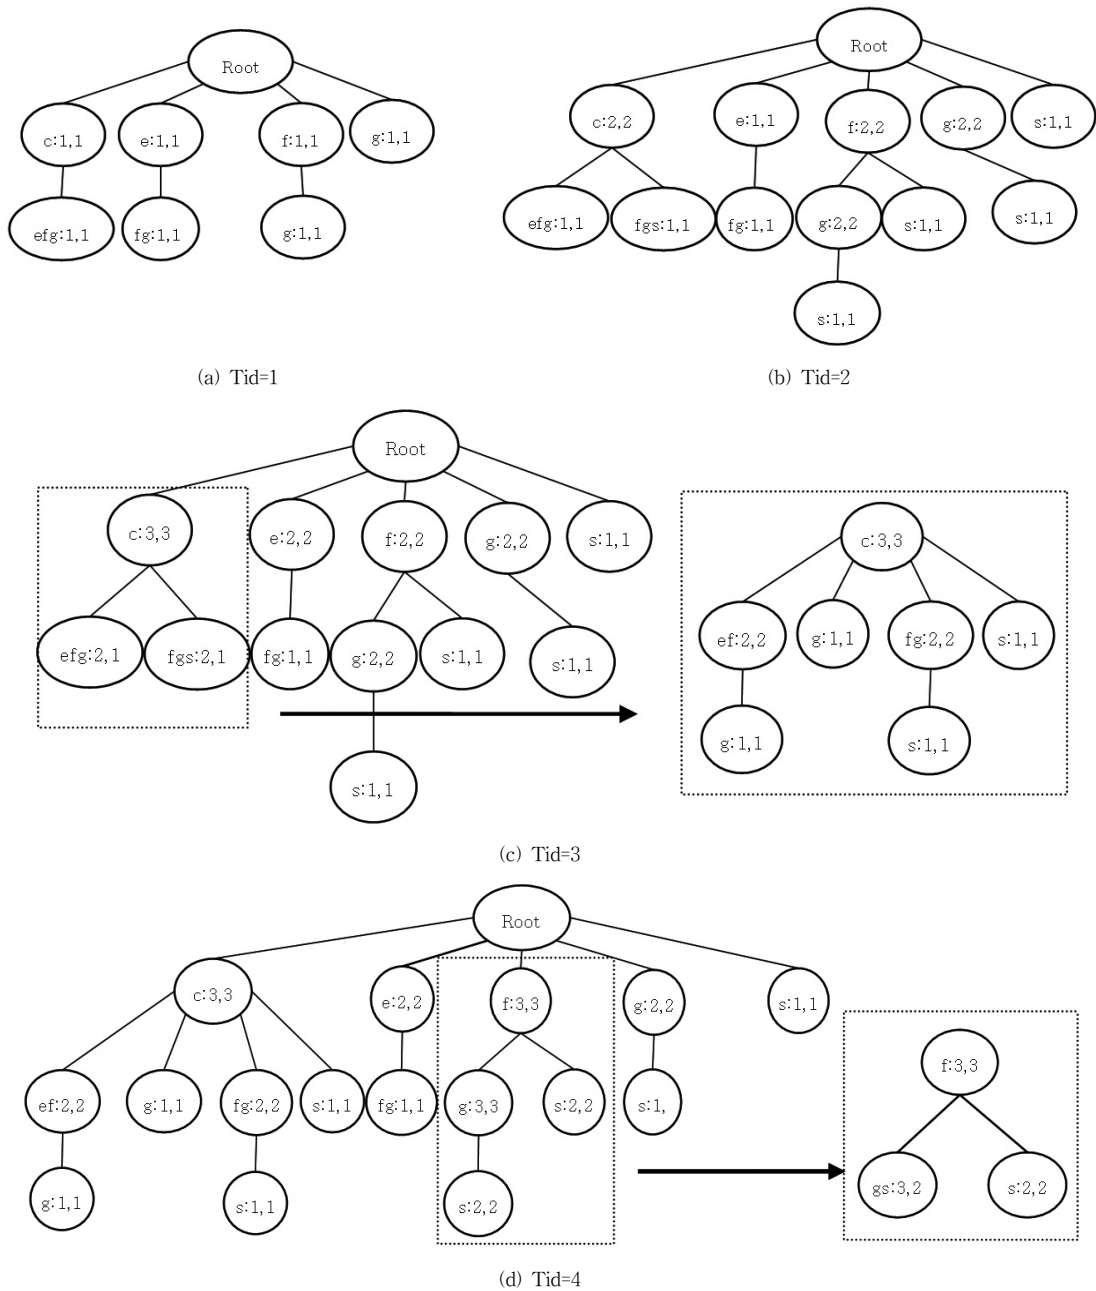 Root
c:1,1 e:1,1 f:1,1 g:1,1
efg:1,1 fg:1,1 g:1,1
(a) Tid=1
Root
c:2,2 e:1,1 f:2,2 g:2,2 s:1,1
efg:1,1 fgs:1,1 fg:1,1 g:2,2 s:1,1 s:1,1
s:1,1
(b) Tid=2
Root
c:3,3 e:2,2 f:2,2 g:2,2 s:1,1
efg:2,1 fgs:2,1 fg:1,1 g:2,2 s:1,1 s:1,1
s:1,1
c:3,3
ef:2,2 g:1,1 fg:2,2 s:1,1
g:1,1 s:1,1
(c) Tid=3
Root
c:3,3 e:2,2 f:3,3 g:2,2 s:1,1
ef:2,2 g:1,1 fg:2,2 s:1,1 fg:1,1 g:3,3 s:2,2 s:1,
g:1,1 s:1,1 s:2,2
f:3,3
gs:3,2 s:2,2
(d) Tid=4